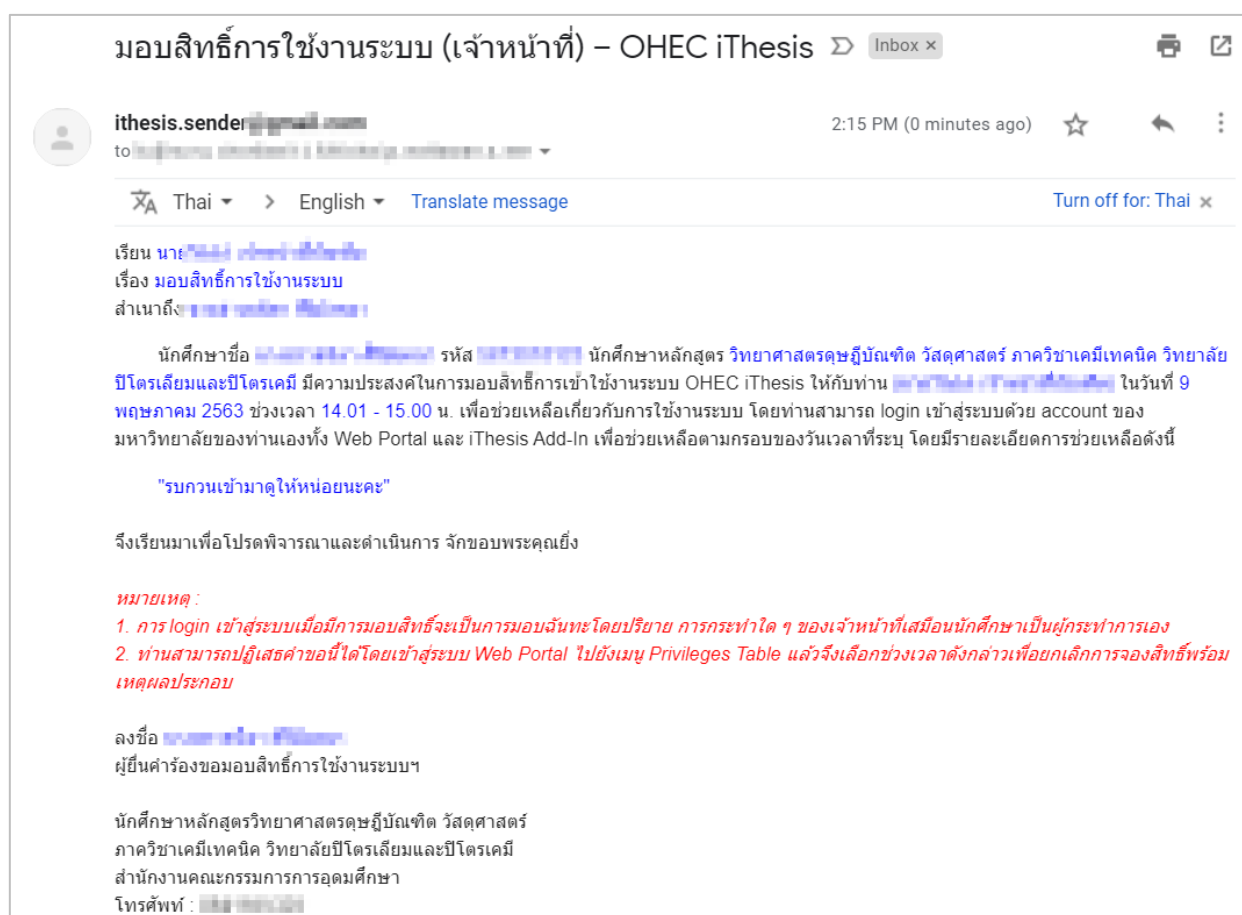 มอบสิทธิ์การใช้งานระบบ (เจ้าหน้าที่) – OHEC iThesis Inbox ×
ithesis.sender 2:15 PM (0 minutes ago)
to
Thai > English Translate message Turn off for: Thai ×
เรียน นาย
เรื่อง มอบสิทธิ์การใช้งานระบบ
สำเนาถึง
นักศึกษาชื่อ รหัส นักศึกษาหลักสูตร วิทยาศาสตรดุษฎีบัณฑิต วัสดุศาสตร์ ภาควิชาเคมีเทคนิค วิทยาลัย
ปิโตรเลียมและปิโตรเคมี มีความประสงค์ในการมอบสิทธิ์การเข้าใช้งานระบบ OHEC iThesis ให้กับท่าน ในวันที่ 9
พฤษภาคม 2563 ช่วงเวลา 14.01 - 15.00 น. เพื่อช่วยเหลือเกี่ยวกับการใช้งานระบบ โดยท่านสามารถ login เข้าสู่ระบบด้วย account ของ
มหาวิทยาลัยของท่านเองทั้ง Web Portal และ iThesis Add-In เพื่อช่วยเหลือตามกรอบของวันเวลาที่ระบุ โดยมีรายละเอียดการช่วยเหลือดังนี้
"รบกวนเข้ามาดูให้หน่อยนะคะ"
จึงเรียนมาเพื่อโปรดพิจารณาและดำเนินการ จักขอบพระคุณยิ่ง
หมายเหตุ :
1. การ login เข้าสู่ระบบเมื่อมีการมอบสิทธิ์จะเป็นการมอบฉันทะโดยปริยาย การกระทำใด ๆ ของเจ้าหน้าที่เสมือนนักศึกษาเป็นผู้กระทำการเอง
2. ท่านสามารถปฏิเสธคำขอนี้ได้โดยเข้าสู่ระบบ Web Portal ไปยังเมนู Privileges Table แล้วจึงเลือกช่วงเวลาดังกล่าวเพื่อยกเลิกการจองสิทธิ์พร้อม
เหตุผลประกอบ
ลงชื่อ
ผู้ยื่นคำร้องขอมอบสิทธิ์การใช้งานระบบฯ
นักศึกษาหลักสูตรวิทยาศาสตรดุษฎีบัณฑิต วัสดุศาสตร์
ภาควิชาเคมีเทคนิค วิทยาลัยปิโตรเลียมและปิโตรเคมี
สำนักงานคณะกรรมการการอุดมศึกษา
โทรศัพท์ :